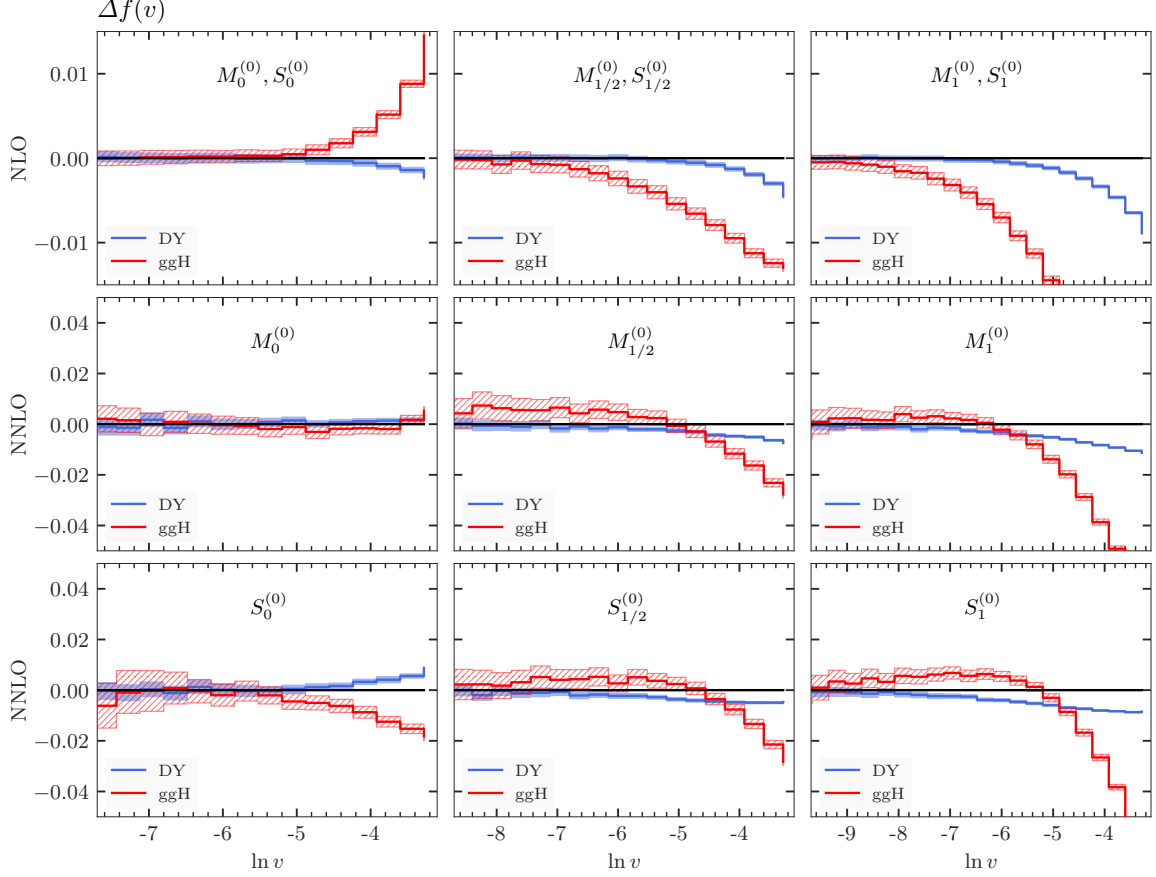 Δf(v)
NLO
0.01
0.00
−0.01
M_0^{(0)}, S_0^{(0)}
DY
ggH
M_{1/2}^{(0)}, S_{1/2}^{(0)}
DY
ggH
M_1^{(0)}, S_1^{(0)}
DY
ggH
NNLO
0.04
0.02
0.00
−0.02
−0.04
M_0^{(0)}
DY
ggH
M_{1/2}^{(0)}
DY
ggH
M_1^{(0)}
DY
ggH
NNLO
0.04
0.02
0.00
−0.02
−0.04
S_0^{(0)}
DY
ggH
S_{1/2}^{(0)}
DY
ggH
S_1^{(0)}
DY
ggH
-7 -6 -5 -4
-8 -7 -6 -5 -4
-9 -8 -7 -6 -5 -4
ln v
ln v
ln v